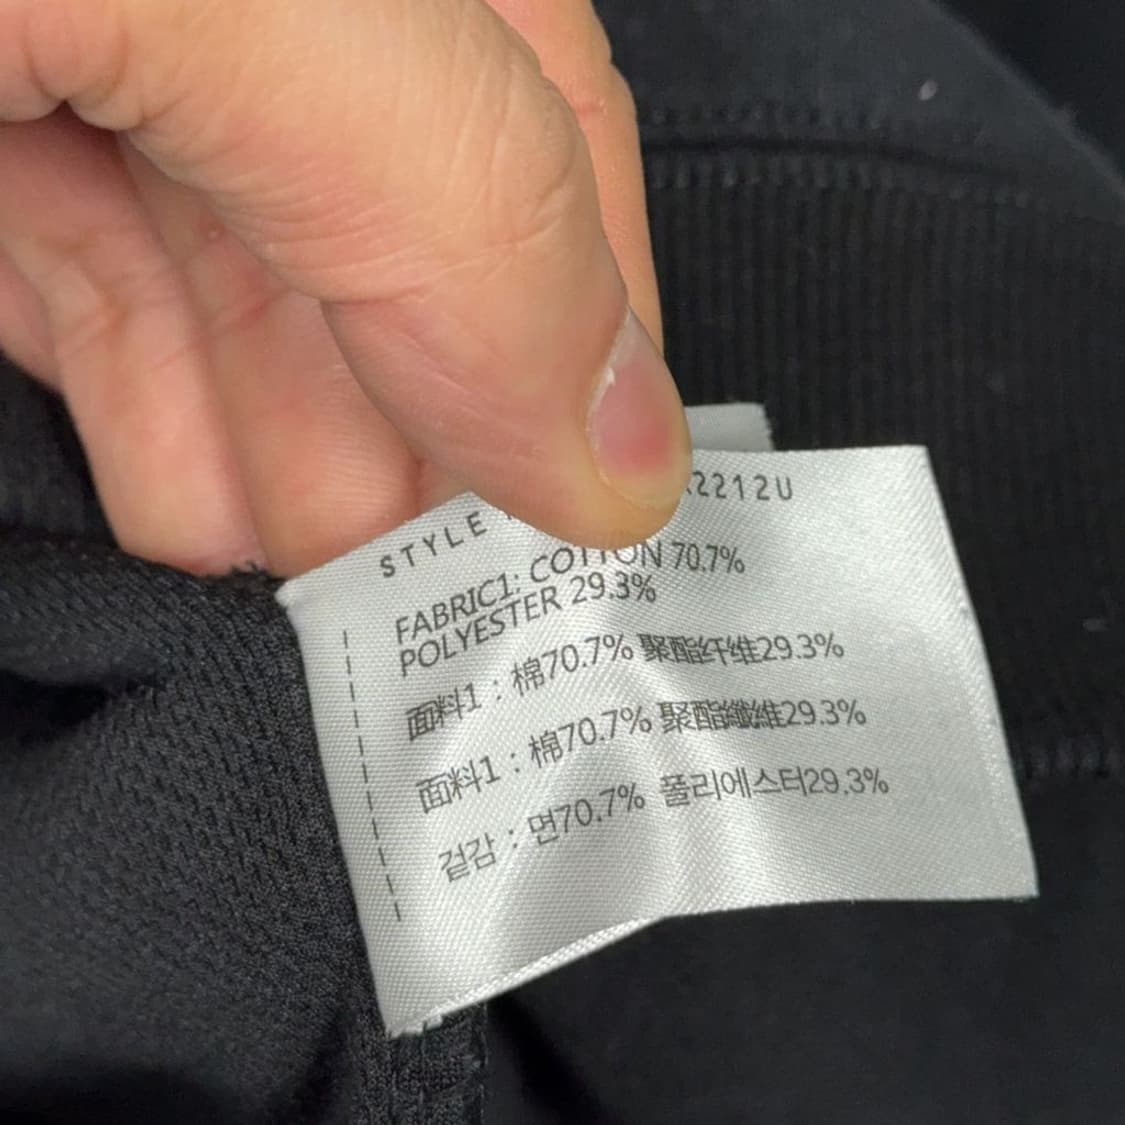 STYLE 2212U
FABRIC1: COTTON 70.7%
POLYESTER 29.3%
面料1：棉70.7% 聚酯纤维29.3%
面料1：棉70.7% 聚酯纖維29.3%
겉감：면70.7% 폴리에스터29.3%